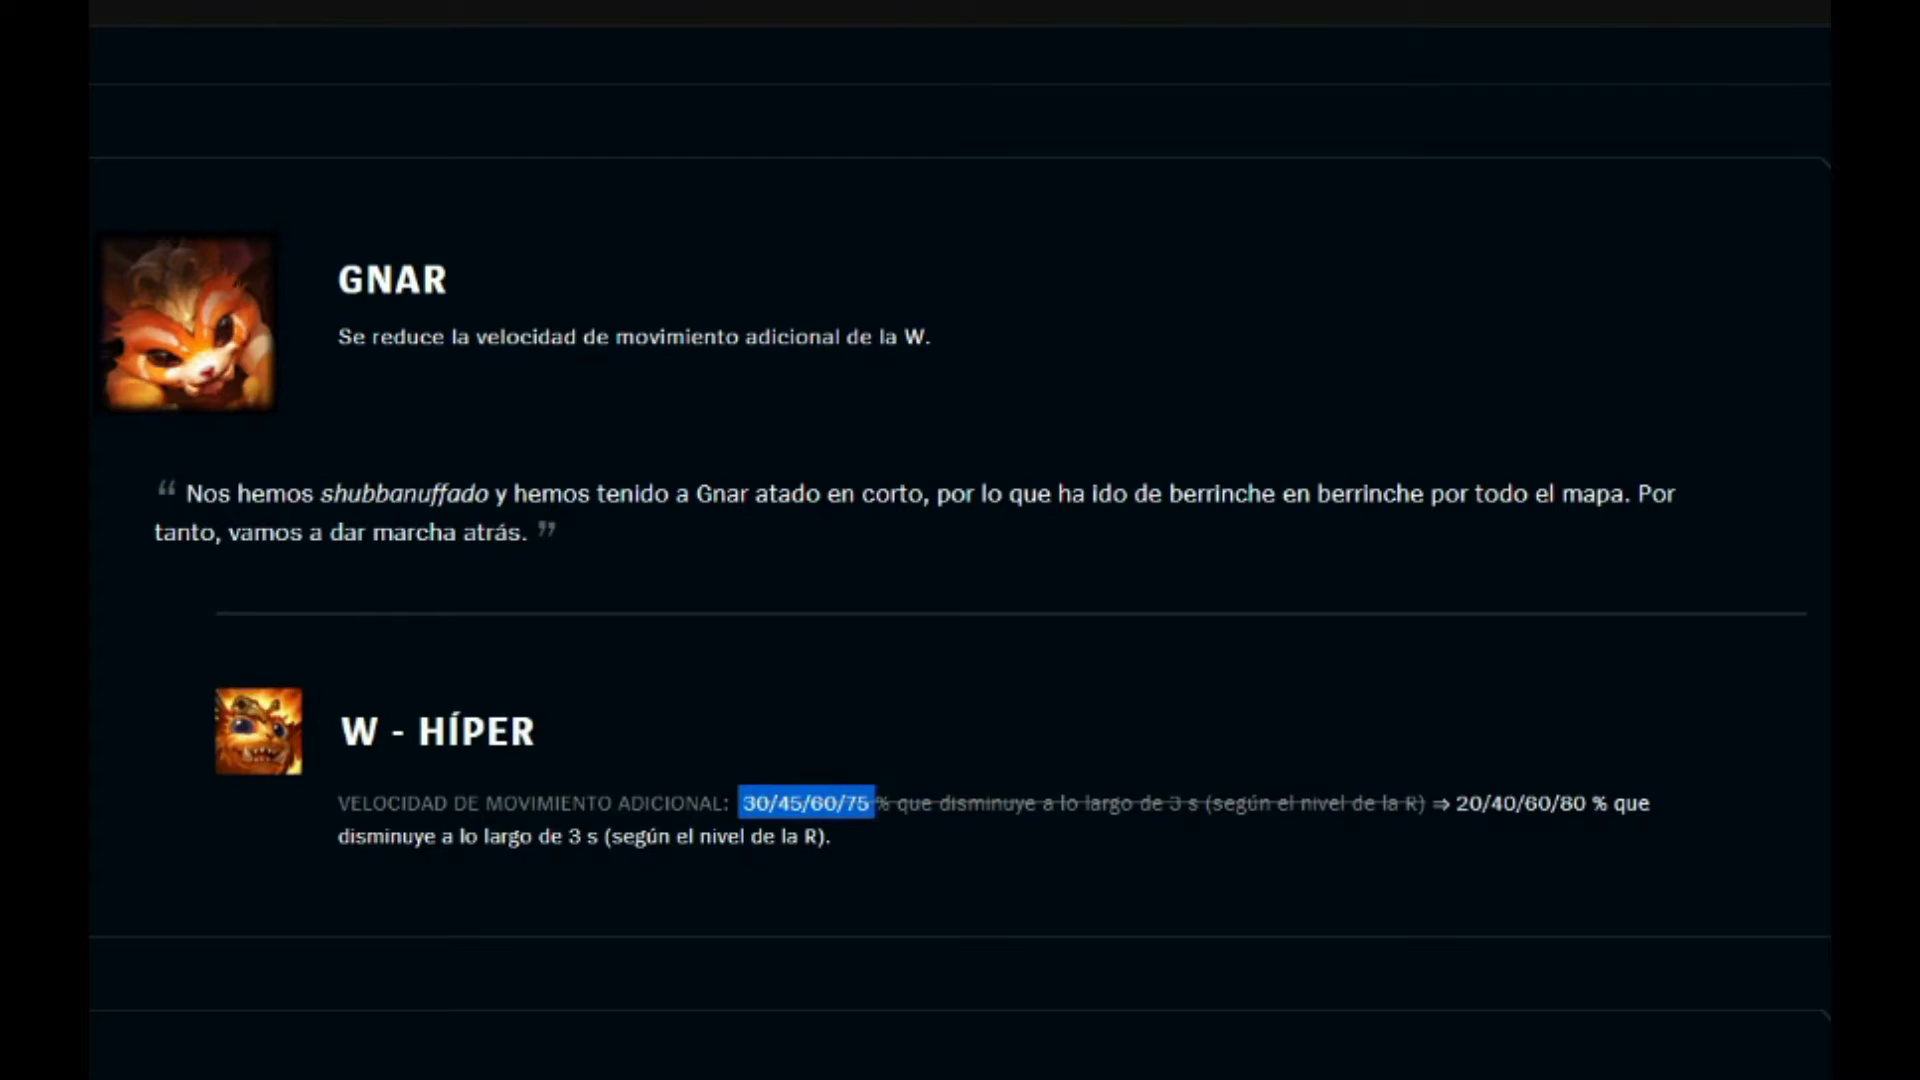 GNAR
Se reduce la velocidad de movimiento adicional de la W.
“ Nos hemos shubbanuffado y hemos tenido a Gnar atado en corto, por lo que ha ido de berrinche en berrinche por todo el mapa. Por
tanto, vamos a dar marcha atrás. ”
W - HÍPER
VELOCIDAD DE MOVIMIENTO ADICIONAL: 30/45/60/75 % que disminuye a lo largo de 3 s (según el nivel de la R) ⇒ 20/40/60/80 % que
disminuye a lo largo de 3 s (según el nivel de la R).